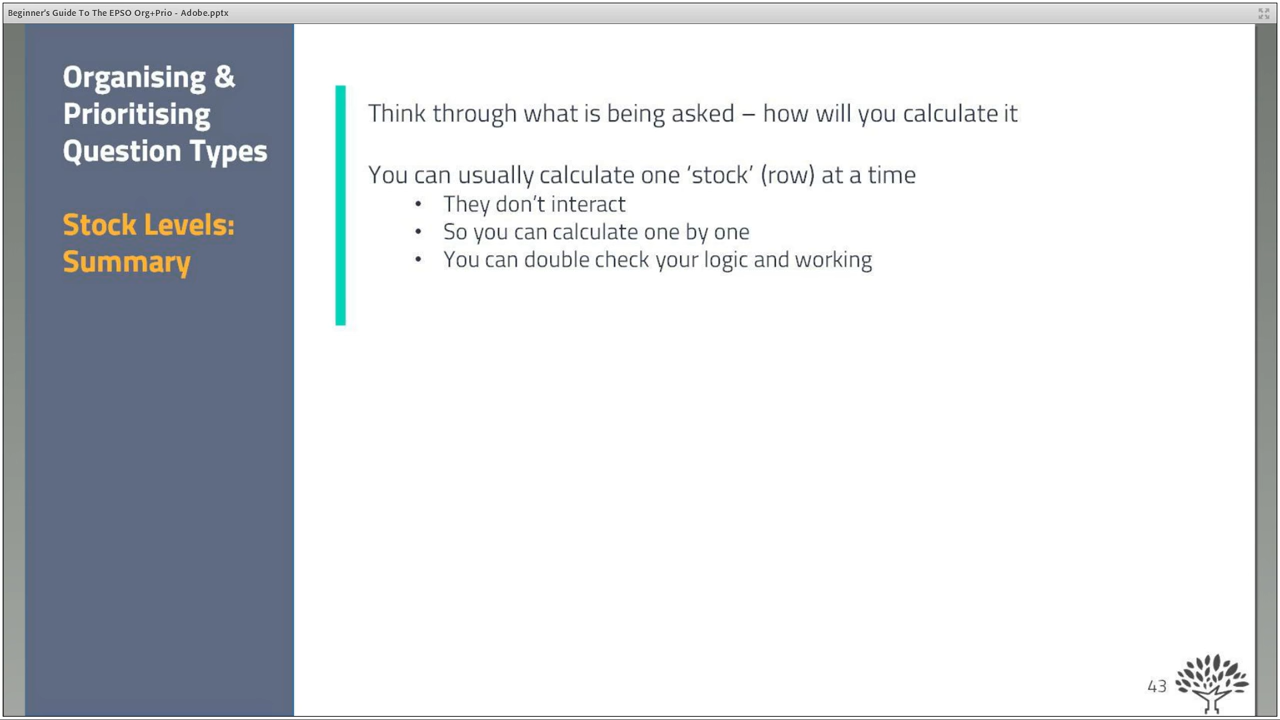 Beginner's Guide To The EPSO Org+Prio - Adobe.pptx
Organising &
Prioritising
Question Types
Stock Levels:
Summary
Think through what is being asked – how will you calculate it
You can usually calculate one ‘stock’ (row) at a time
• They don’t interact
• So you can calculate one by one
• You can double check your logic and working
43